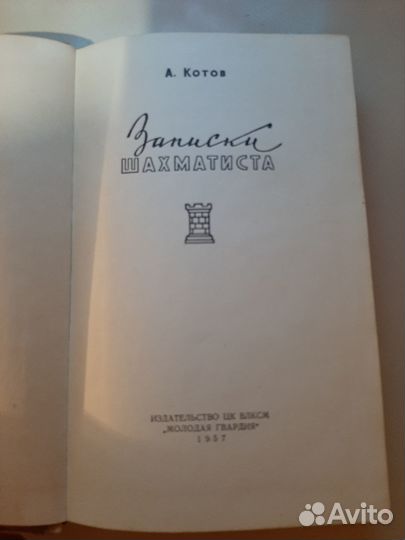 А. Котов
Записки
ШАХМАТИСТА
ИЗДАТЕЛЬСТВО ЦК ВЛКСМ
„МОЛОДАЯ ГВАРДИЯ"
1957
Avito